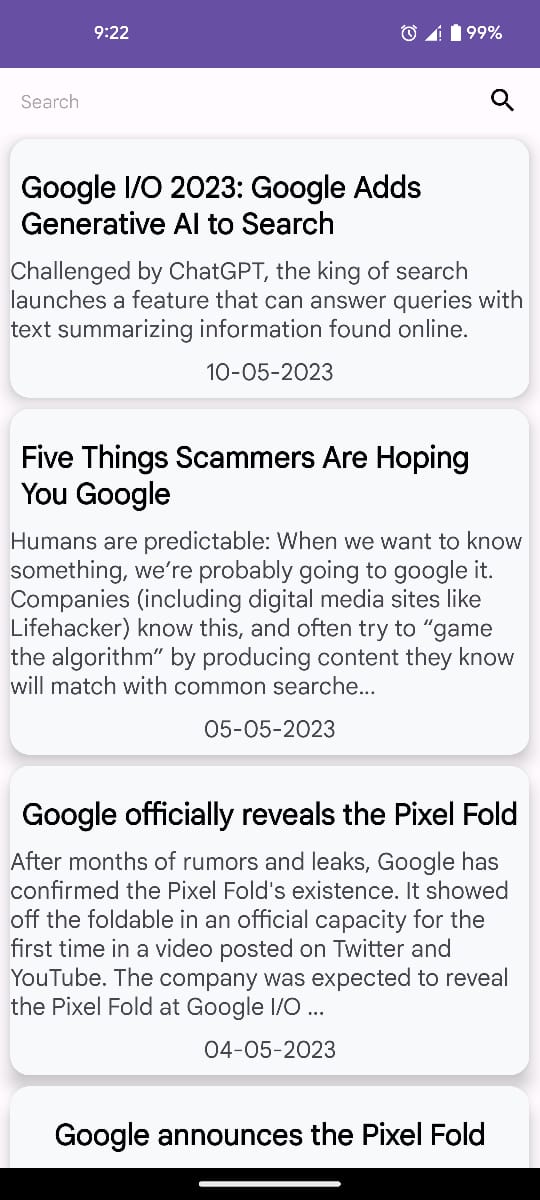 9:22
99%
Search
Google I/O 2023: Google Adds
Generative AI to Search
Challenged by ChatGPT, the king of search
launches a feature that can answer queries with
text summarizing information found online.
10-05-2023
Five Things Scammers Are Hoping
You Google
Humans are predictable: When we want to know
something, we’re probably going to google it.
Companies (including digital media sites like
Lifehacker) know this, and often try to “game
the algorithm” by producing content they know
will match with common searche...
05-05-2023
Google officially reveals the Pixel Fold
After months of rumors and leaks, Google has
confirmed the Pixel Fold's existence. It showed
off the foldable in an official capacity for the
first time in a video posted on Twitter and
YouTube. The company was expected to reveal
the Pixel Fold at Google I/O ...
04-05-2023
Google announces the Pixel Fold